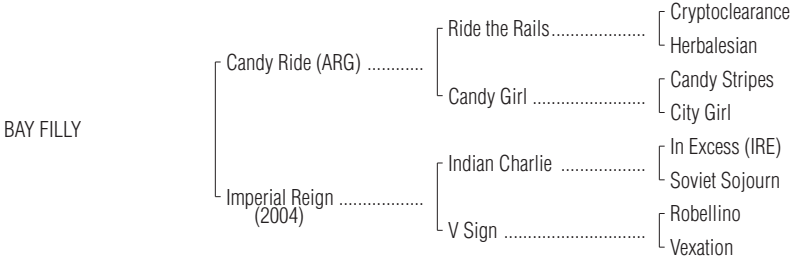 Cryptoclearance
Ride the Rails....................
Herbalesian
Candy Ride (ARG) ............
Candy Stripes
Candy Girl ........................
City Girl
BAY FILLY
In Excess (IRE)
Indian Charlie ..................
Soviet Sojourn
Imperial Reign ..................
(2004)
Robellino
V Sign ..............................
Vexation